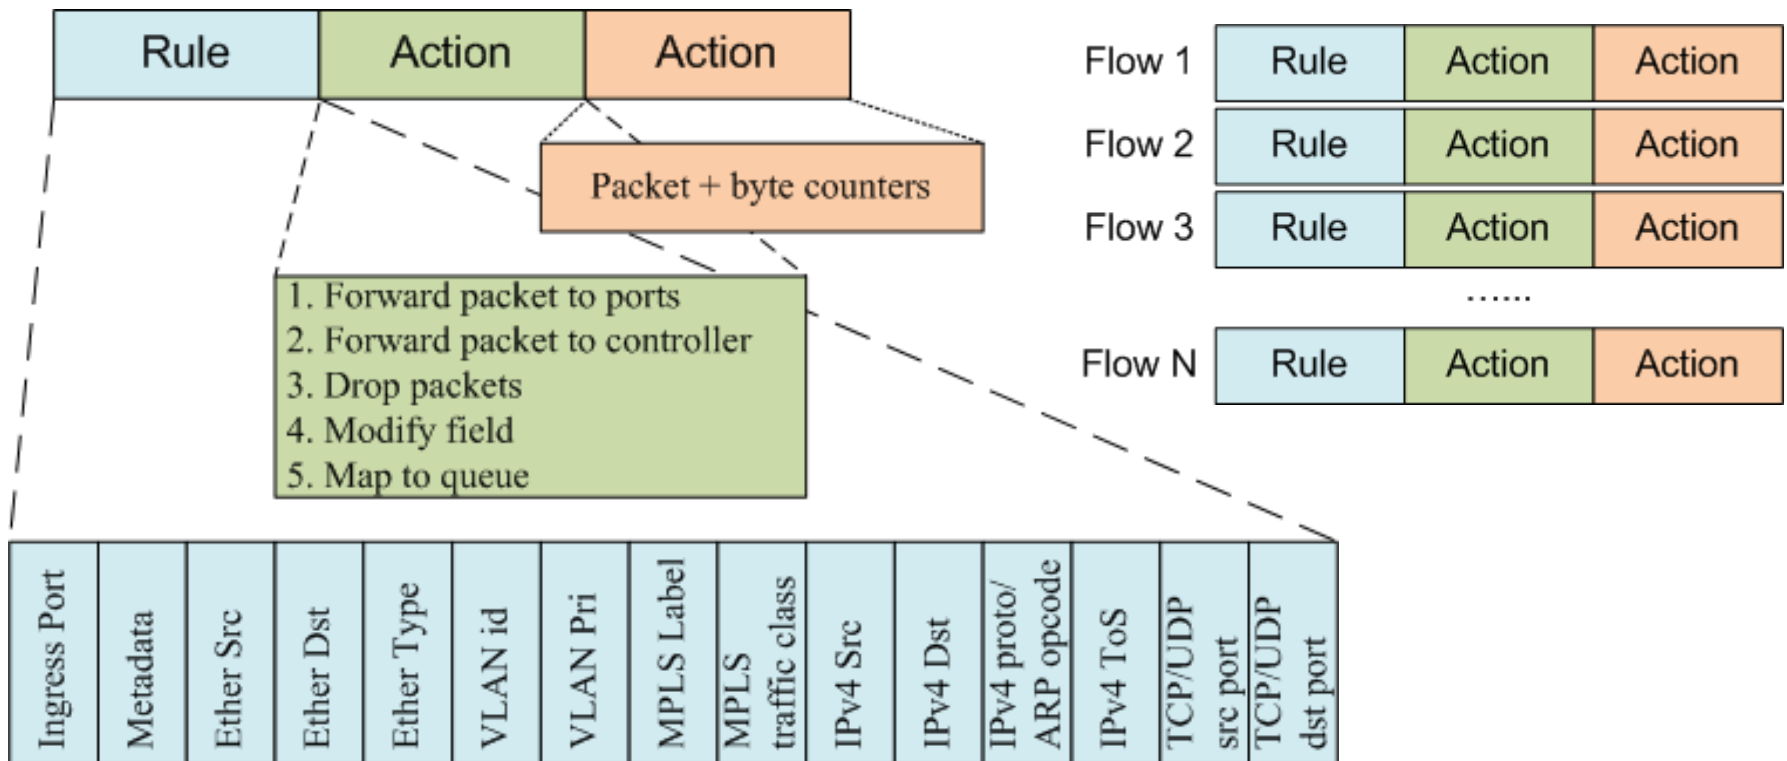 Rule
Action
Action
Packet + byte counters
1. Forward packet to ports
2. Forward packet to controller
3. Drop packets
4. Modify field
5. Map to queue
Ingress Port
Metadata
Ether Src
Ether Dst
Ether Type
VLAN id
VLAN Pri
MPLS Label
MPLS
traffic class
IPv4 Src
IPv4 Dst
IPv4 proto/
ARP opcode
IPv4 ToS
TCP/UDP
src port
TCP/UDP
dst port
Flow 1
Rule
Action
Action
Flow 2
Rule
Action
Action
Flow 3
Rule
Action
Action
......
Flow N
Rule
Action
Action